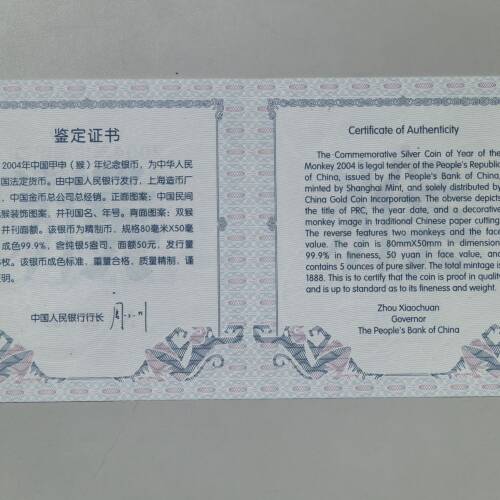 鉴定证书
2004年中国甲申（猴）年纪念银币，为中华人民
国法定货币。由中国人民银行发行，上海造币厂
，中国金币总公司总经销。正面图案：中国民间
猴装饰图案，并刊国名、年号。背面图案：双猴
并刊面额。该银币为精制币，规格80毫米X50毫
成色99.9%，含纯银5盎司，面额50元，发行量
枚。该银币成色标准，重量合格，质量精制，谨
明。
中国人民银行行长
Certificate of Authenticity
The Commemorative Silver Coin of Year of the
Monkey 2004 is legal tender of the People's Republic
of China, issued by the People's Bank of China,
minted by Shanghai Mint, and solely distributed by
China Gold Coin Incorporation. The obverse depicts
the title of PRC, the year date, and a decorative
monkey image in traditional Chinese paper cutting.
The reverse features two monkeys and the face
value. The coin is 80mmX50mm in dimension,
99.9% in fineness, 50 yuan in face value, and
contains 5 ounces of pure silver. The total mintage is
1888. This is to certify that the coin is proof in quality
and is up to standard as to its fineness and weight.
Zhou Xiaochuan
Governor
The People's Bank of China